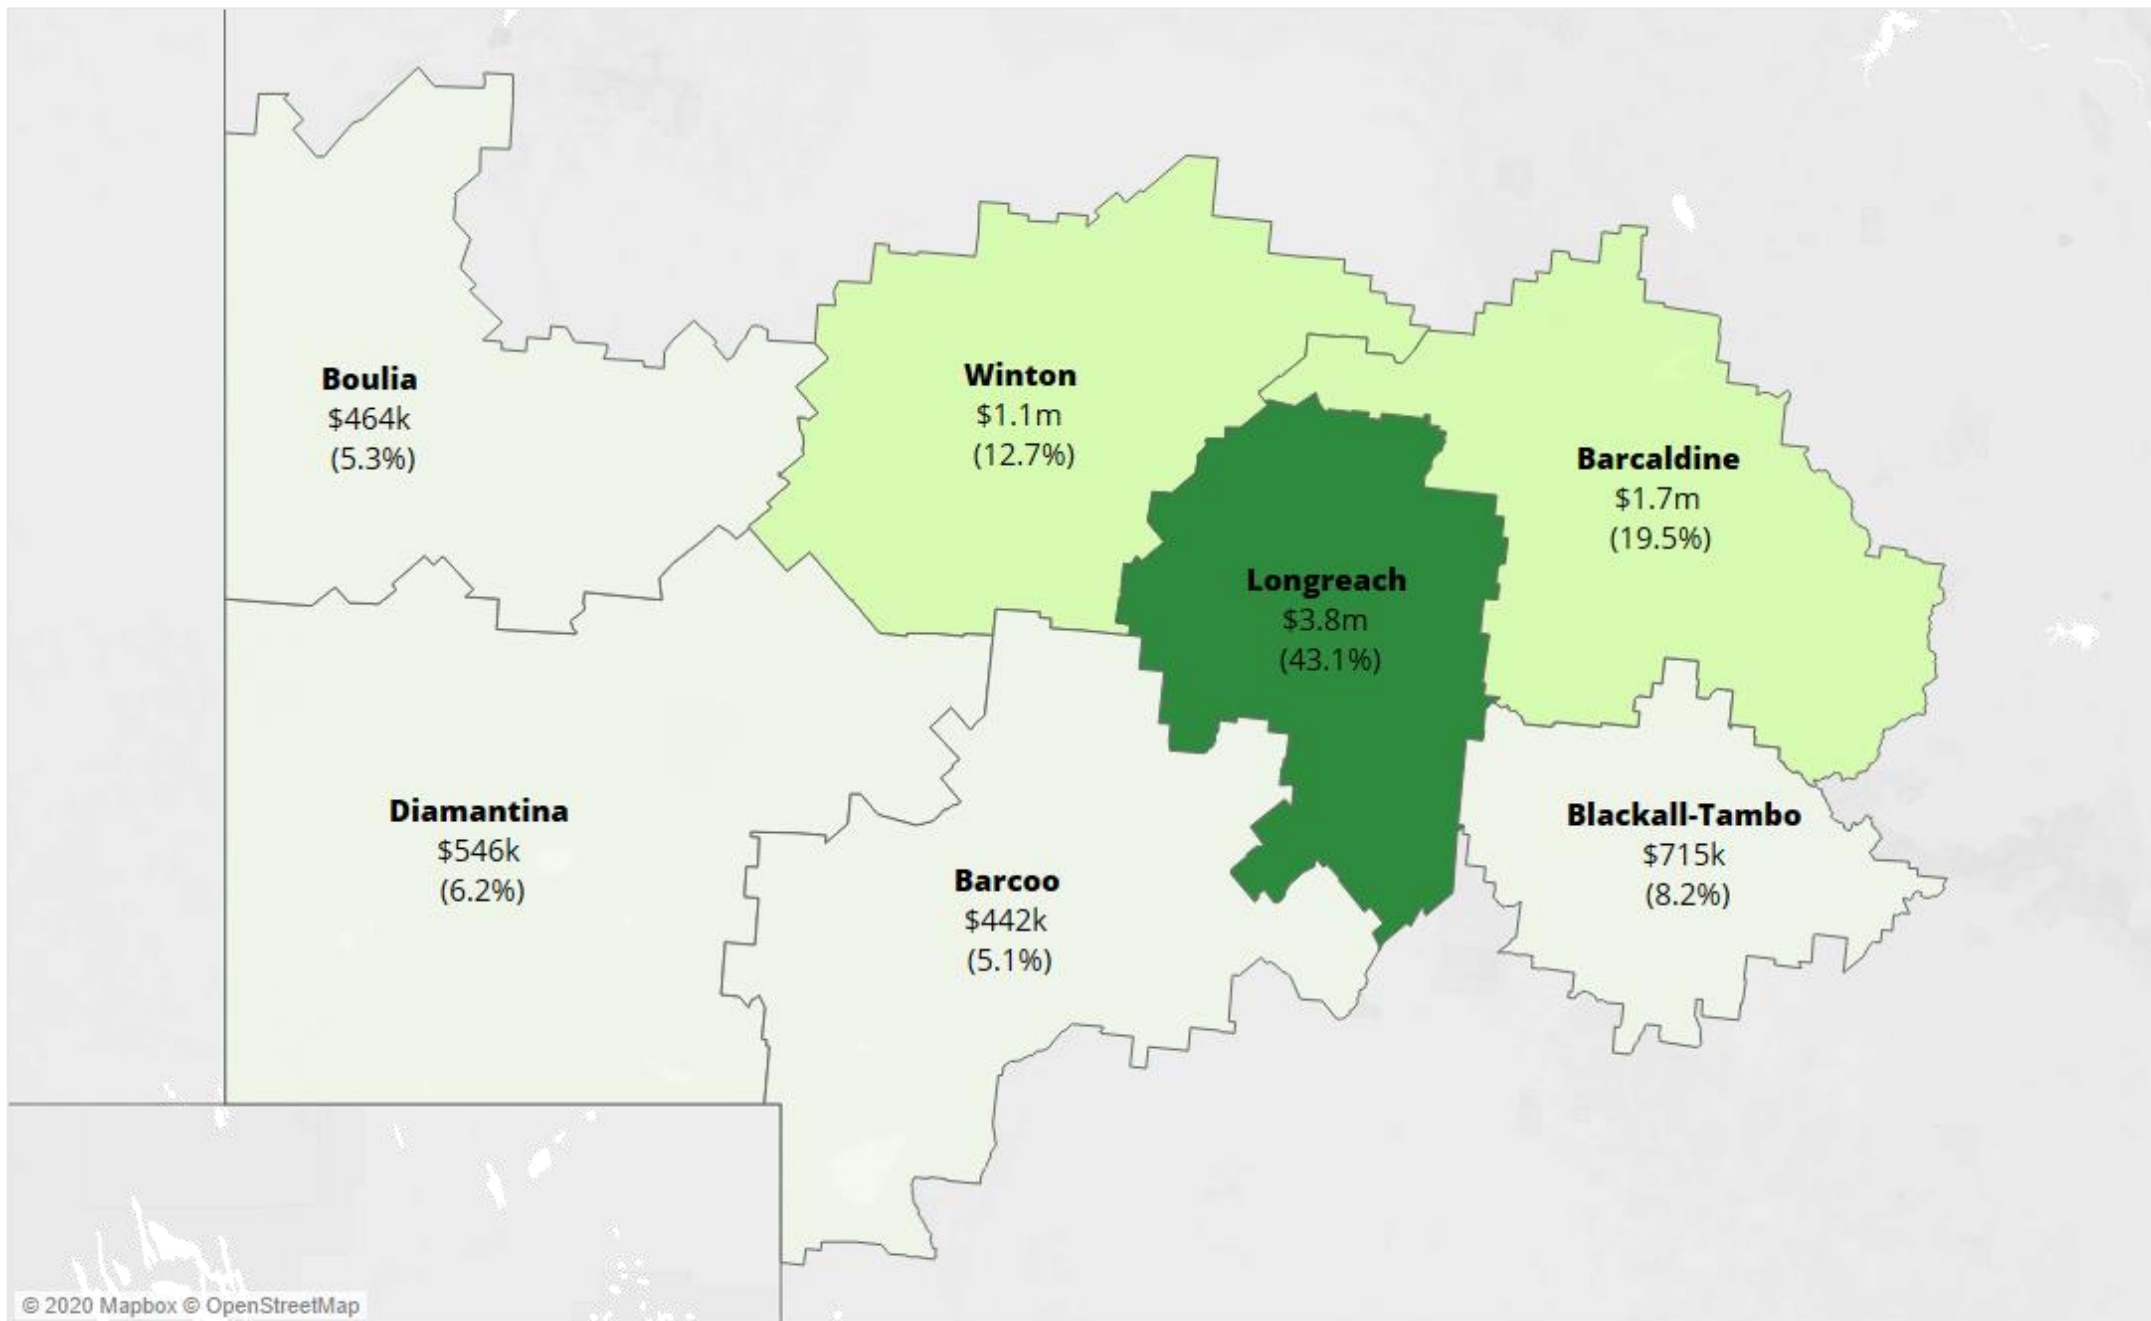 Boulia
$464k
(5.3%)
Winton
$1.1m
(12.7%)
Barcaldine
$1.7m
(19.5%)
Longreach
$3.8m
(43.1%)
Diamantina
$546k
(6.2%)
Barcoo
$442k
(5.1%)
Blackall-Tambo
$715k
(8.2%)
© 2020 Mapbox © OpenStreetMap